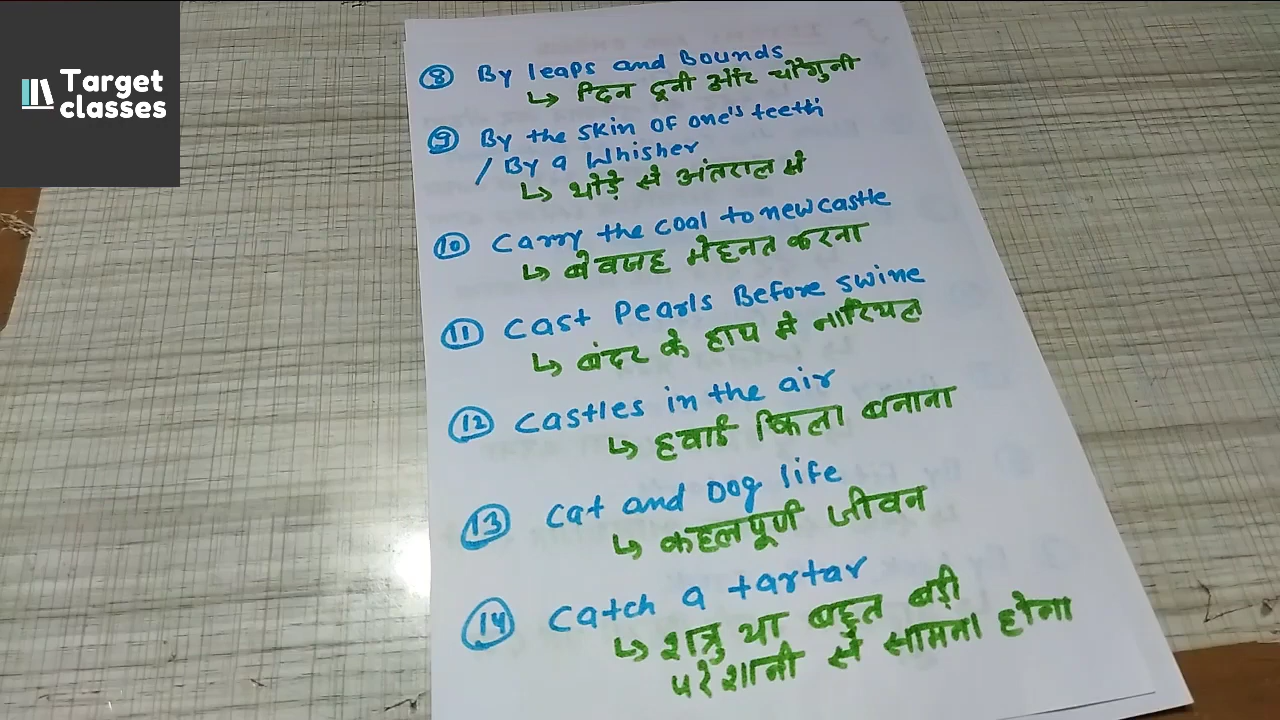 Target
classes
8 By leaps and Bounds
↳ दिन दूनी और चौगुनी
9 By the skin of one's teeth
/ By a Whisher
↳ थोड़े से अंतराल मे
10 Carry the coal to newcastle
↳ बेवजह मेहनत करना
11 Cast Pearls Before swine
↳ बंदर के हाथ मे नारियल
12 Castles in the air
↳ हवाई किला बनाना
13 Cat and Dog life
↳ कहलपूर्ण जीवन
14 Catch a tartar
↳ शत्रु या बहुत बड़ी
परेशानी से सामना होना